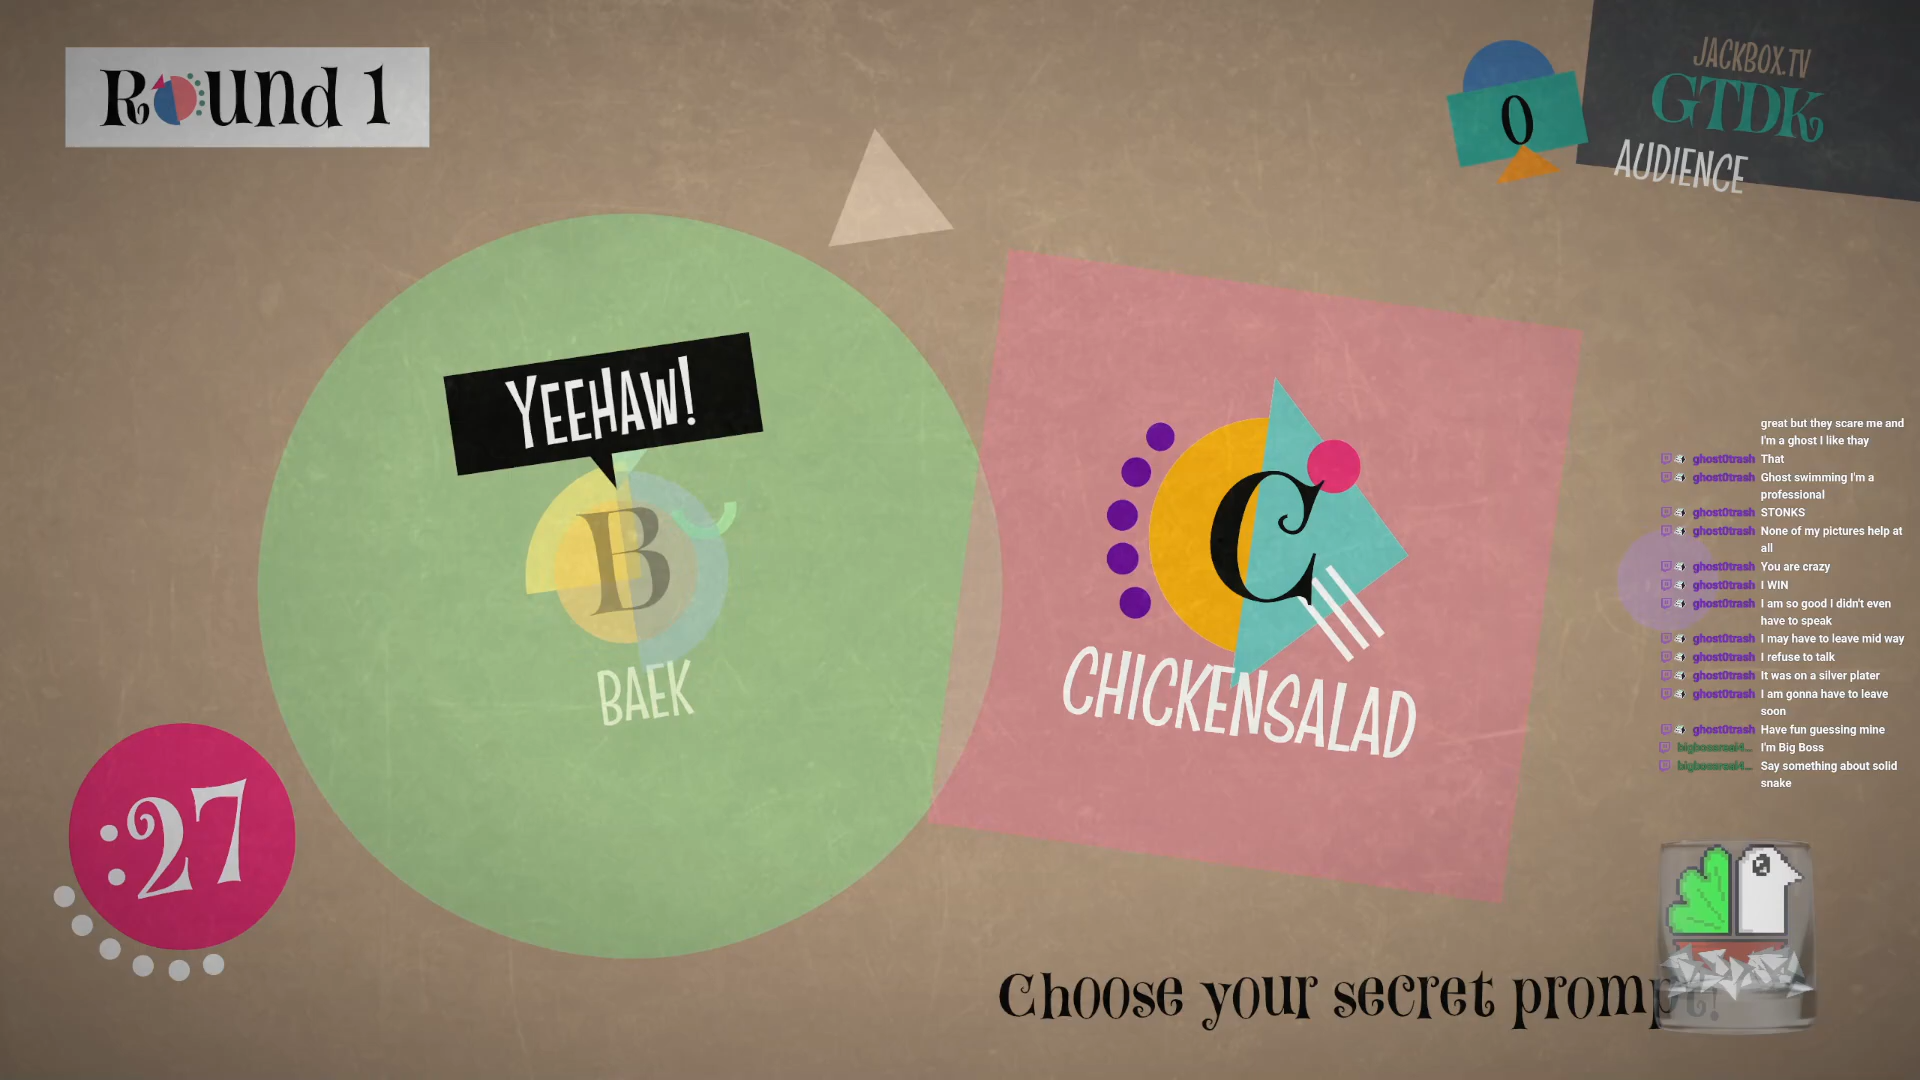 Round 1
JACKBOX.TV
GTDK
AUDIENCE
0
YEEHAW!
B
BAEK
C
CHICKENSALAD
:27
Choose your secret prompt!
great but they scare me and
I'm a ghost I like thay
ghost0trash That
ghost0trash Ghost swimming I'm a
professional
ghost0trash STONKS
ghost0trash None of my pictures help at
all
ghost0trash You are crazy
ghost0trash I WIN
ghost0trash I am so good I didn't even
have to speak
ghost0trash I may have to leave mid way
ghost0trash I refuse to talk
ghost0trash It was on a silver plater
ghost0trash I am gonna have to leave
soon
ghost0trash Have fun guessing mine
I'm Big Boss
Say something about solid
snake